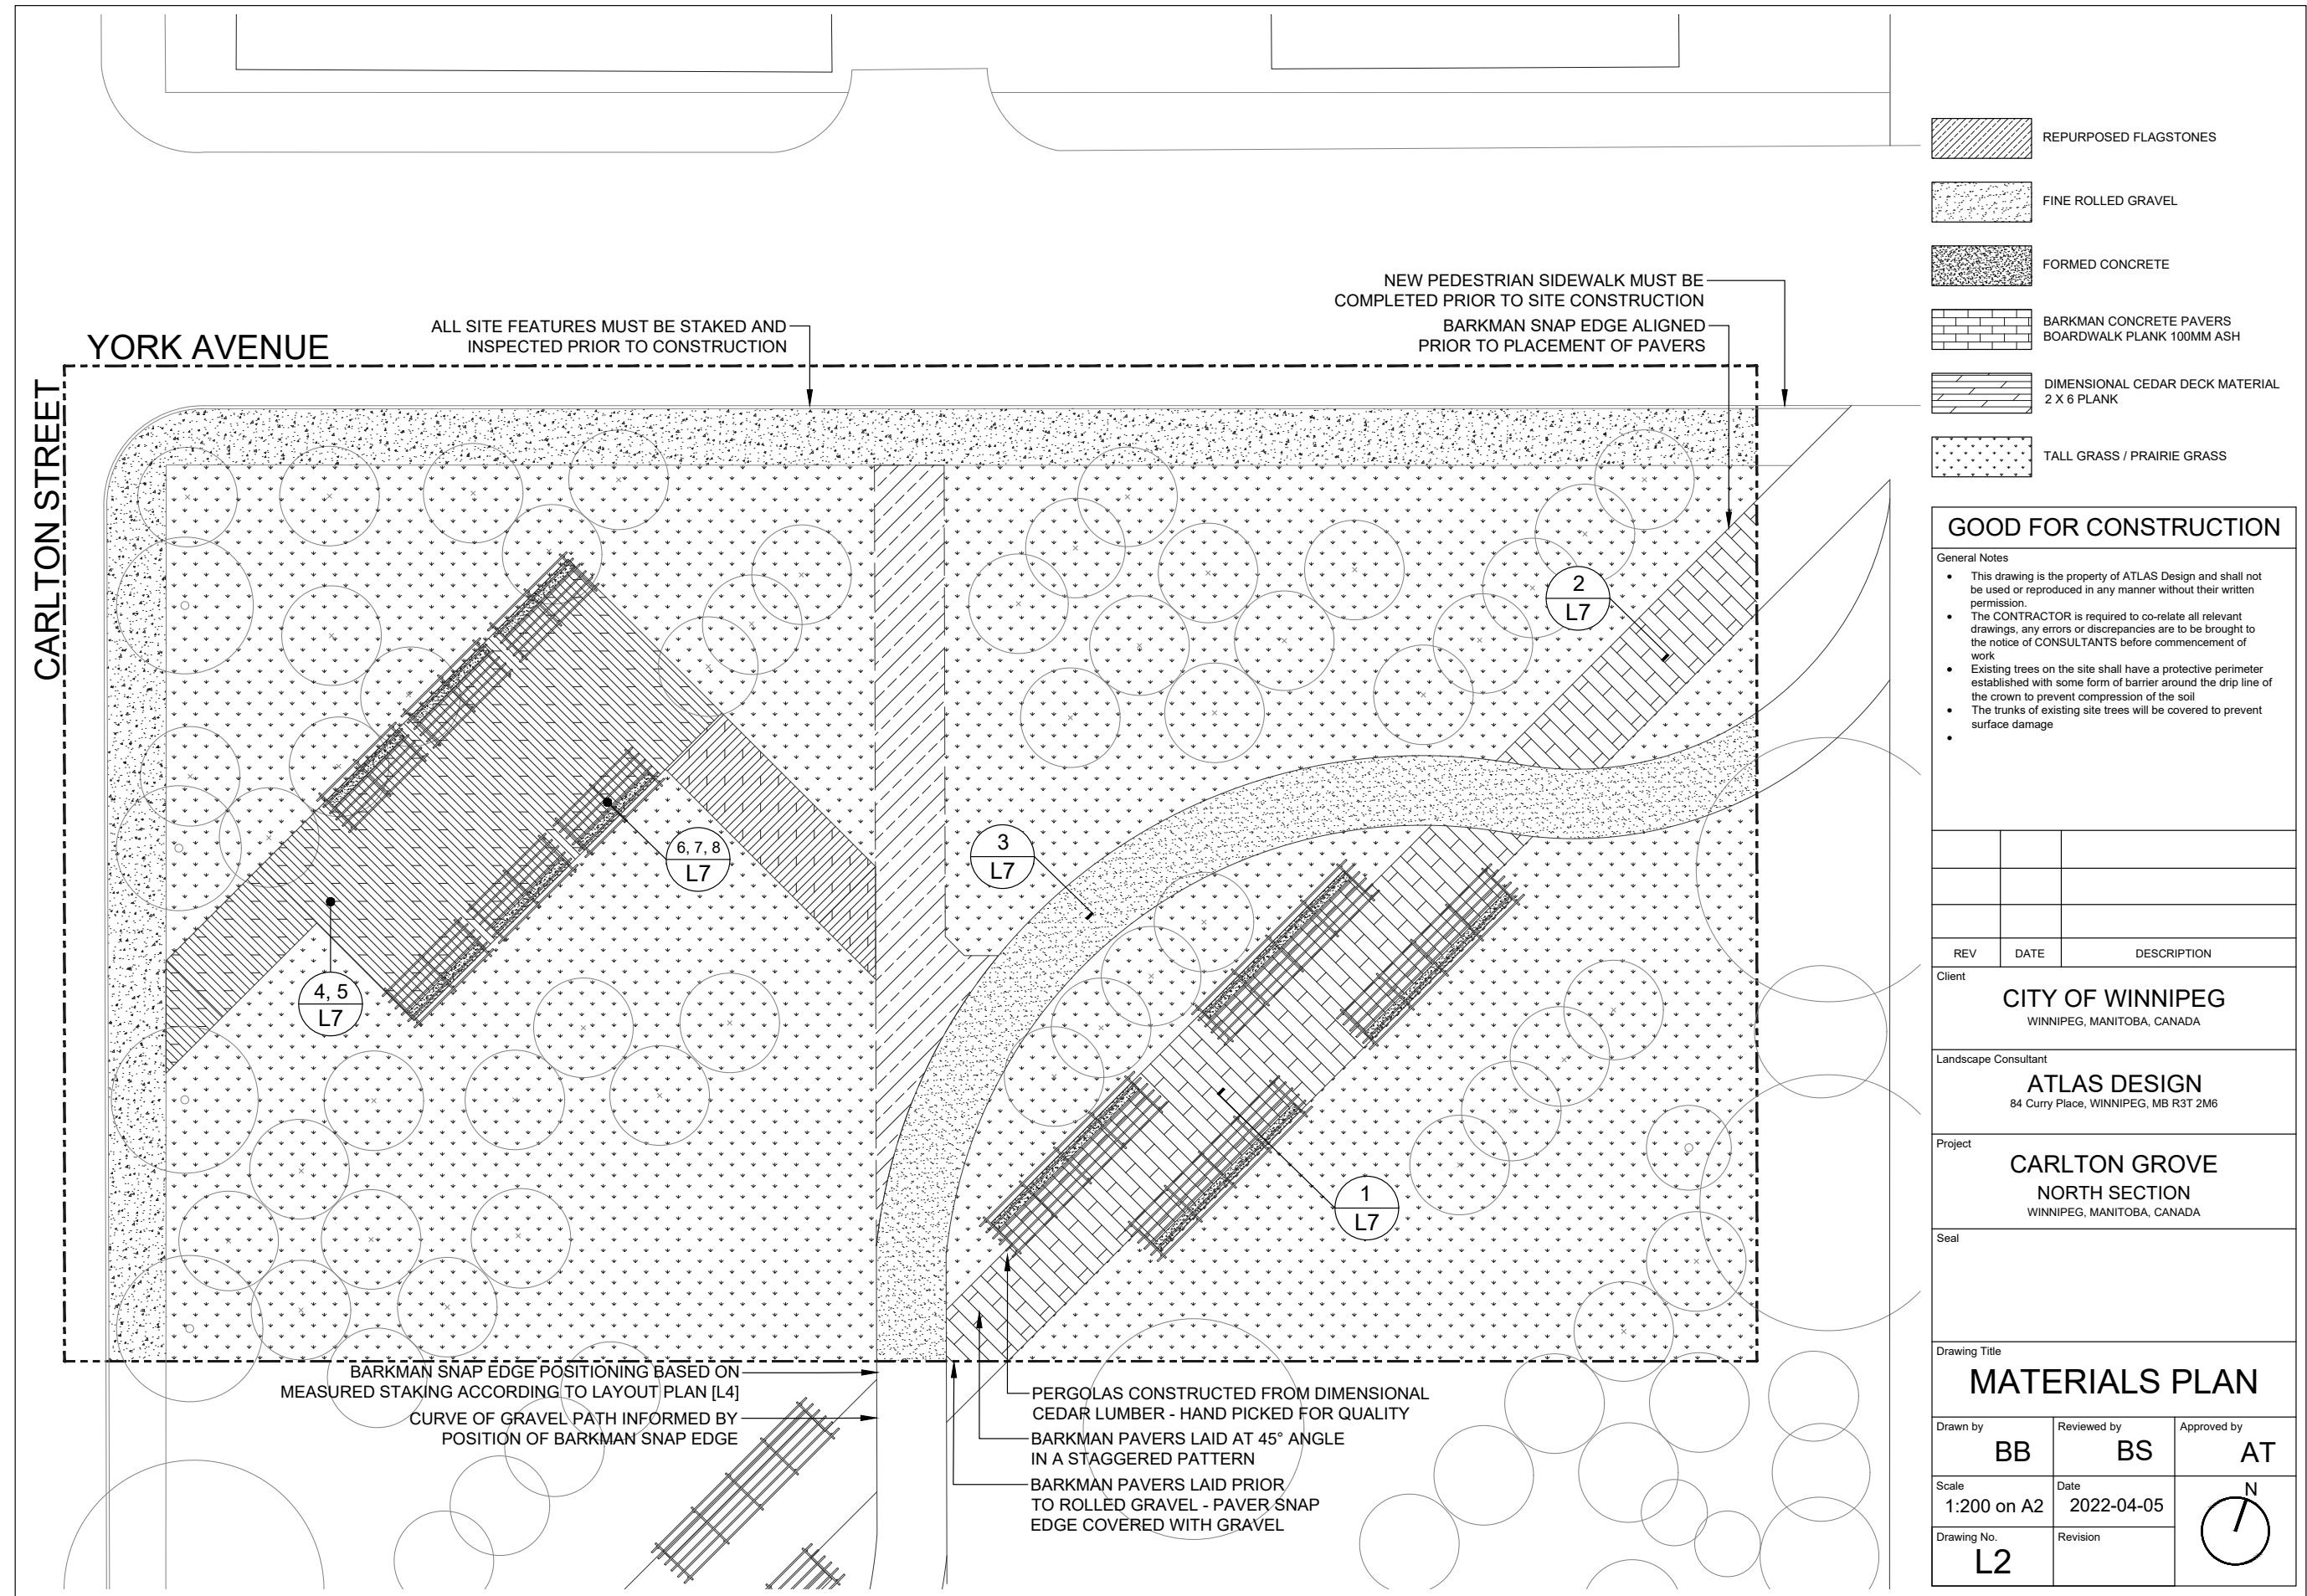 YORK AVENUE
CARLTON STREET
ALL SITE FEATURES MUST BE STAKED AND
INSPECTED PRIOR TO CONSTRUCTION
NEW PEDESTRIAN SIDEWALK MUST BE
COMPLETED PRIOR TO SITE CONSTRUCTION
BARKMAN SNAP EDGE ALIGNED
PRIOR TO PLACEMENT OF PAVERS
2
L7
6, 7, 8
L7
3
L7
4, 5
L7
1
L7
BARKMAN SNAP EDGE POSITIONING BASED ON
MEASURED STAKING ACCORDING TO LAYOUT PLAN [L4]
CURVE OF GRAVEL PATH INFORMED BY
POSITION OF BARKMAN SNAP EDGE
PERGOLAS CONSTRUCTED FROM DIMENSIONAL
CEDAR LUMBER - HAND PICKED FOR QUALITY
BARKMAN PAVERS LAID AT 45° ANGLE
IN A STAGGERED PATTERN
BARKMAN PAVERS LAID PRIOR
TO ROLLED GRAVEL - PAVER SNAP
EDGE COVERED WITH GRAVEL
REPURPOSED FLAGSTONES
FINE ROLLED GRAVEL
FORMED CONCRETE
BARKMAN CONCRETE PAVERS
BOARDWALK PLANK 100MM ASH
DIMENSIONAL CEDAR DECK MATERIAL
2 X 6 PLANK
TALL GRASS / PRAIRIE GRASS
GOOD FOR CONSTRUCTION
General Notes
• This drawing is the property of ATLAS Design and shall not
be used or reproduced in any manner without their written
permission.
• The CONTRACTOR is required to co-relate all relevant
drawings, any errors or discrepancies are to be brought to
the notice of CONSULTANTS before commencement of
work
• Existing trees on the site shall have a protective perimeter
established with some form of barrier around the drip line of
the crown to prevent compression of the soil
• The trunks of existing site trees will be covered to prevent
surface damage
•
REV DATE DESCRIPTION
Client
CITY OF WINNIPEG
WINNIPEG, MANITOBA, CANADA
Landscape Consultant
ATLAS DESIGN
84 Curry Place, WINNIPEG, MB R3T 2M6
Project
CARLTON GROVE
NORTH SECTION
WINNIPEG, MANITOBA, CANADA
Seal
Drawing Title
MATERIALS PLAN
Drawn by Reviewed by Approved by
BB BS AT
Scale Date N
1:200 on A2 2022-04-05
Drawing No. Revision
L2